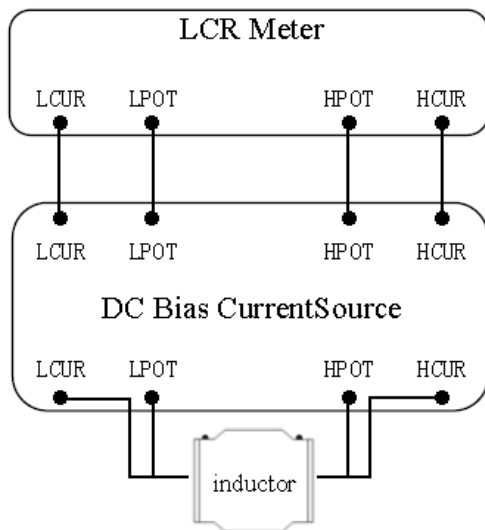 LCR Meter
LCUR LPOT HPOT HCUR
LCUR LPOT HPOT HCUR
DC Bias CurrentSource
LCUR LPOT HPOT HCUR
inductor